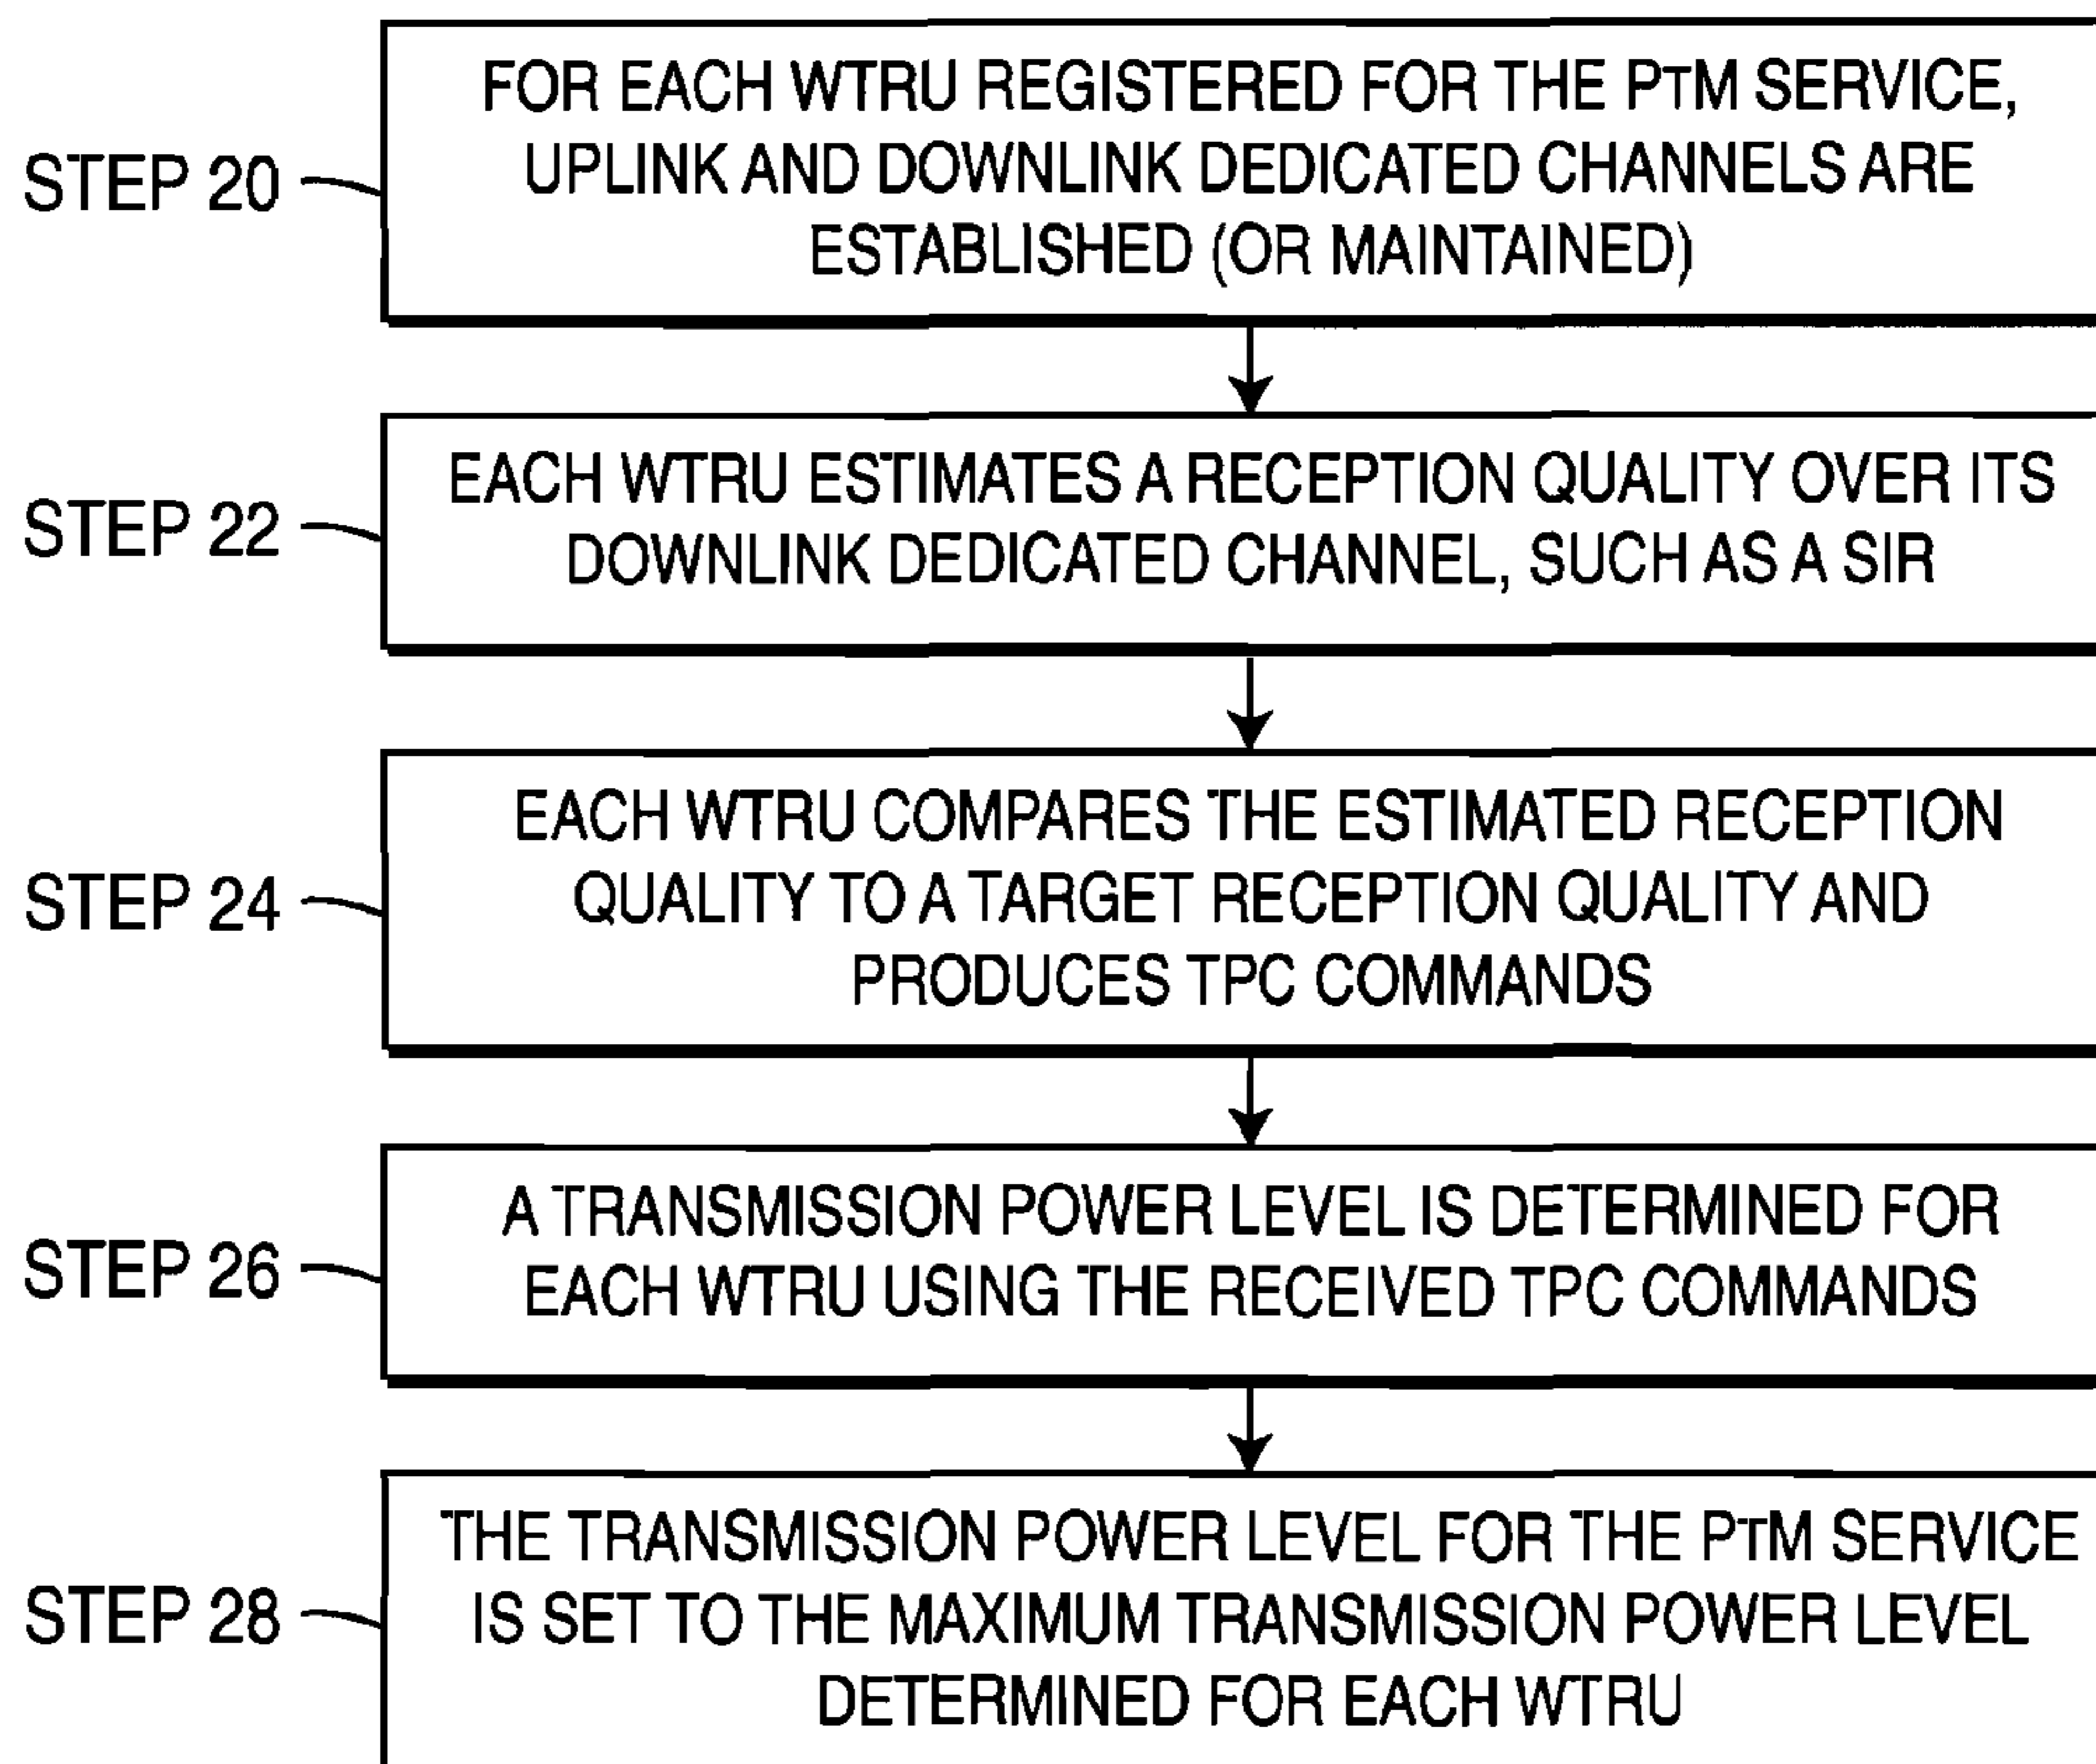 FOR EACH WTRU REGISTERED FOR THE PTM SERVICE,
UPLINK AND DOWNLINK DEDICATED CHANNELS ARE
ESTABLISHED (OR MAINTAINED)
STEP 20
EACH WTRU ESTIMATES A RECEPTION QUALITY OVER ITS
DOWNLINK DEDICATED CHANNEL, SUCH AS A SIR
STEP 22
EACH WTRU COMPARES THE ESTIMATED RECEPTION
QUALITY TO A TARGET RECEPTION QUALITY AND
PRODUCES TPC COMMANDS
STEP 24
A TRANSMISSION POWER LEVEL IS DETERMINED FOR
EACH WTRU USING THE RECEIVED TPC COMMANDS
STEP 26
THE TRANSMISSION POWER LEVEL FOR THE PTM SERVICE
IS SET TO THE MAXIMUM TRANSMISSION POWER LEVEL
DETERMINED FOR EACH WTRU
STEP 28